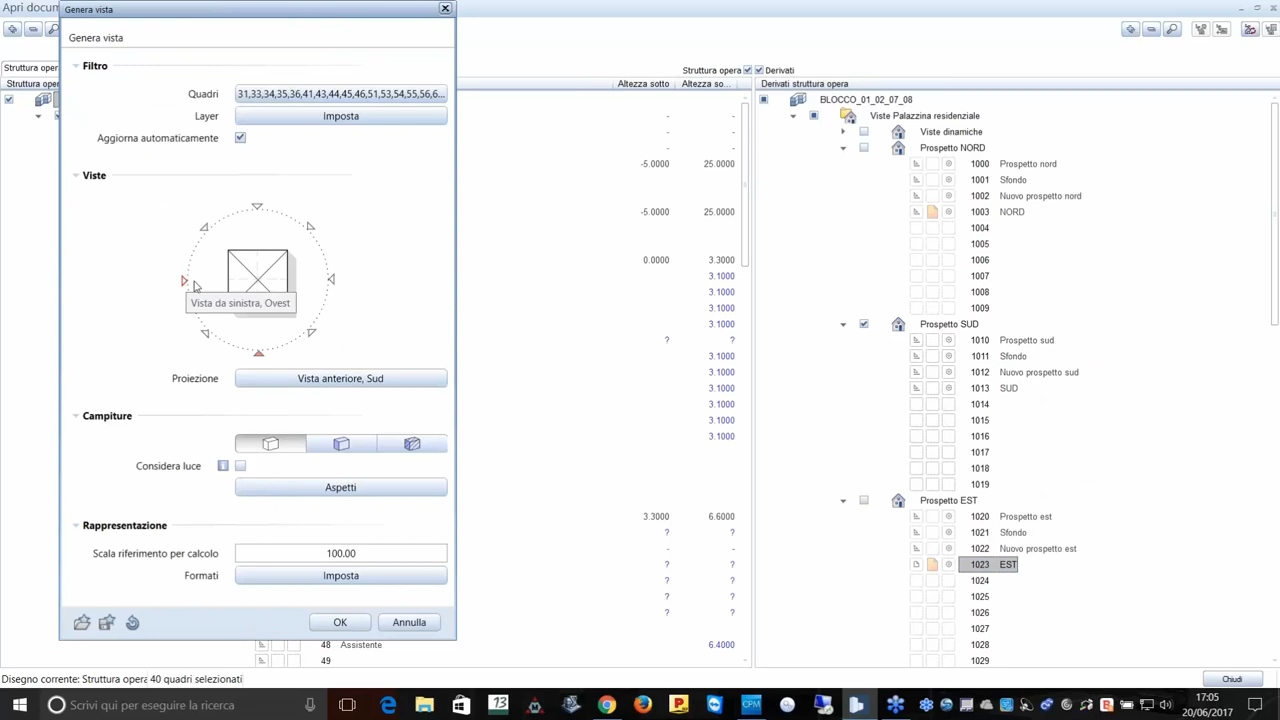 Apri docum
Genera vista
Genera vista
Filtro
Quadri 31,33,34,35,36,41,43,44,45,46,51,53,54,55,56,6...
Layer Imposta
Aggiorna automaticamente
Viste
Vista da sinistra, Ovest
Proiezione Vista anteriore, Sud
Campiture
Considera luce
Aspetti
Rappresentazione
Scala riferimento per calcolo 100.00
Formati Imposta
OK Annulla
Struttura oper
Struttura opera
Struttura opera Derivati
Altezza sotto Altezza so...
-
-
-
-
-
-
-5.0000 25.0000
-
-
-5.0000 25.0000
0.0000 3.3000
3.1000
3.1000
3.1000
3.1000
? ?
3.1000
3.1000
3.1000
3.1000
3.1000
3.1000
3.3000 6.6000
? ?
- -
? ?
? ?
? ?
? ?
6.4000
48 Assistente
49
Derivati struttura opera
BLOCCO_01_02_07_08
Viste Palazzina residenziale
Viste dinamiche
Prospetto NORD
1000 Prospetto nord
1001 Sfondo
1002 Nuovo prospetto nord
1003 NORD
1004
1005
1006
1007
1008
1009
Prospetto SUD
1010 Prospetto sud
1011 Sfondo
1012 Nuovo prospetto sud
1013 SUD
1014
1015
1016
1017
1018
1019
Prospetto EST
1020 Prospetto est
1021 Sfondo
1022 Nuovo prospetto est
1023 EST
1024
1025
1026
1027
1028
1029
Disegno corrente: Struttura opera 40 quadri selezionati
Chiudi
Scrivi qui per eseguire la ricerca
13
CPM
17:05
20/06/2017